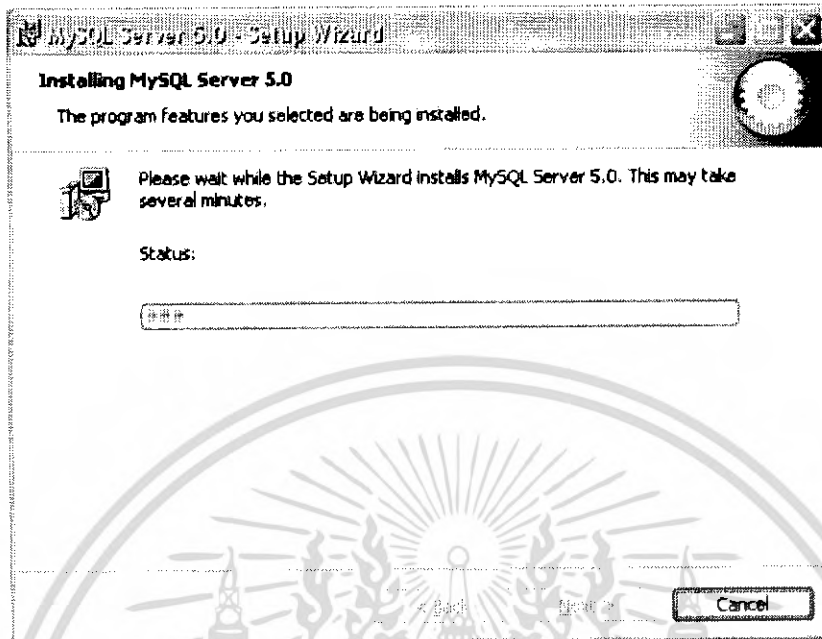 MySQL Server 5.0 - Setup Wizard
Installing MySQL Server 5.0
The program features you selected are being installed.
Please wait while the Setup Wizard installs MySQL Server 5.0. This may take
several minutes.
Status:
< Back
Next >
Cancel